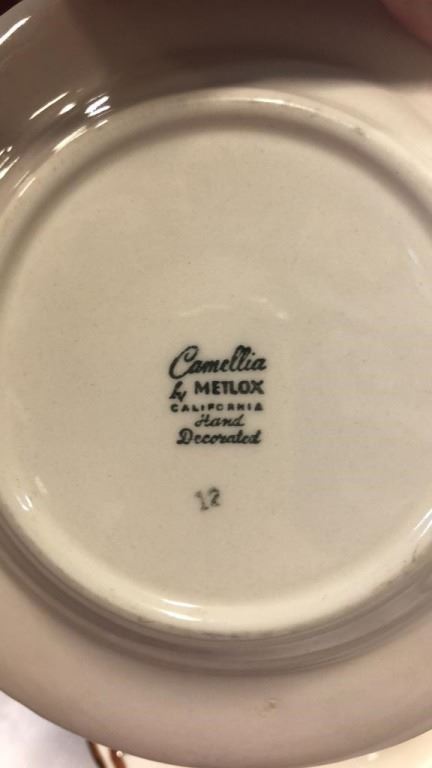 Camellia
by METLOX
CALIFORNIA
Hand
Decorated
12